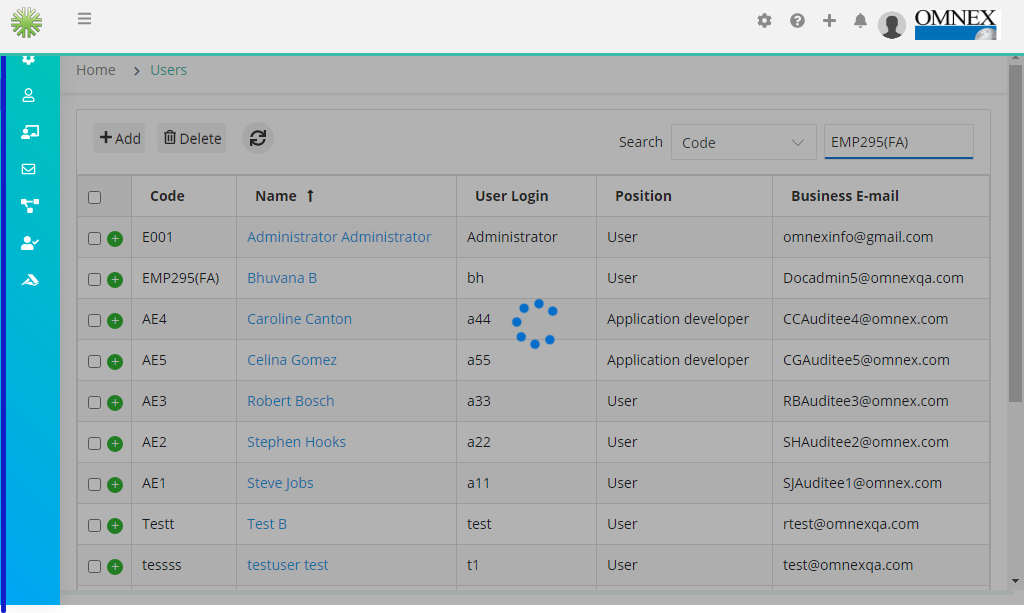 OMNEX
Home > Users
Add Delete Search Code EMP295(FA)
Code Name ↑ User Login Position Business E-mail
E001 Administrator Administrator Administrator User omnexinfo@gmail.com
EMP295(FA) Bhuvana B bh User Docadmin5@omnexqa.com
AE4 Caroline Canton a44 Application developer CCAuditee4@omnex.com
AE5 Celina Gomez a55 Application developer CGAuditee5@omnex.com
AE3 Robert Bosch a33 User RBAuditee3@omnex.com
AE2 Stephen Hooks a22 User SHAuditee2@omnex.com
AE1 Steve Jobs a11 User SJAuditee1@omnex.com
Testt Test B test User rtest@omnexqa.com
tessss testuser test t1 User test@omnexqa.com